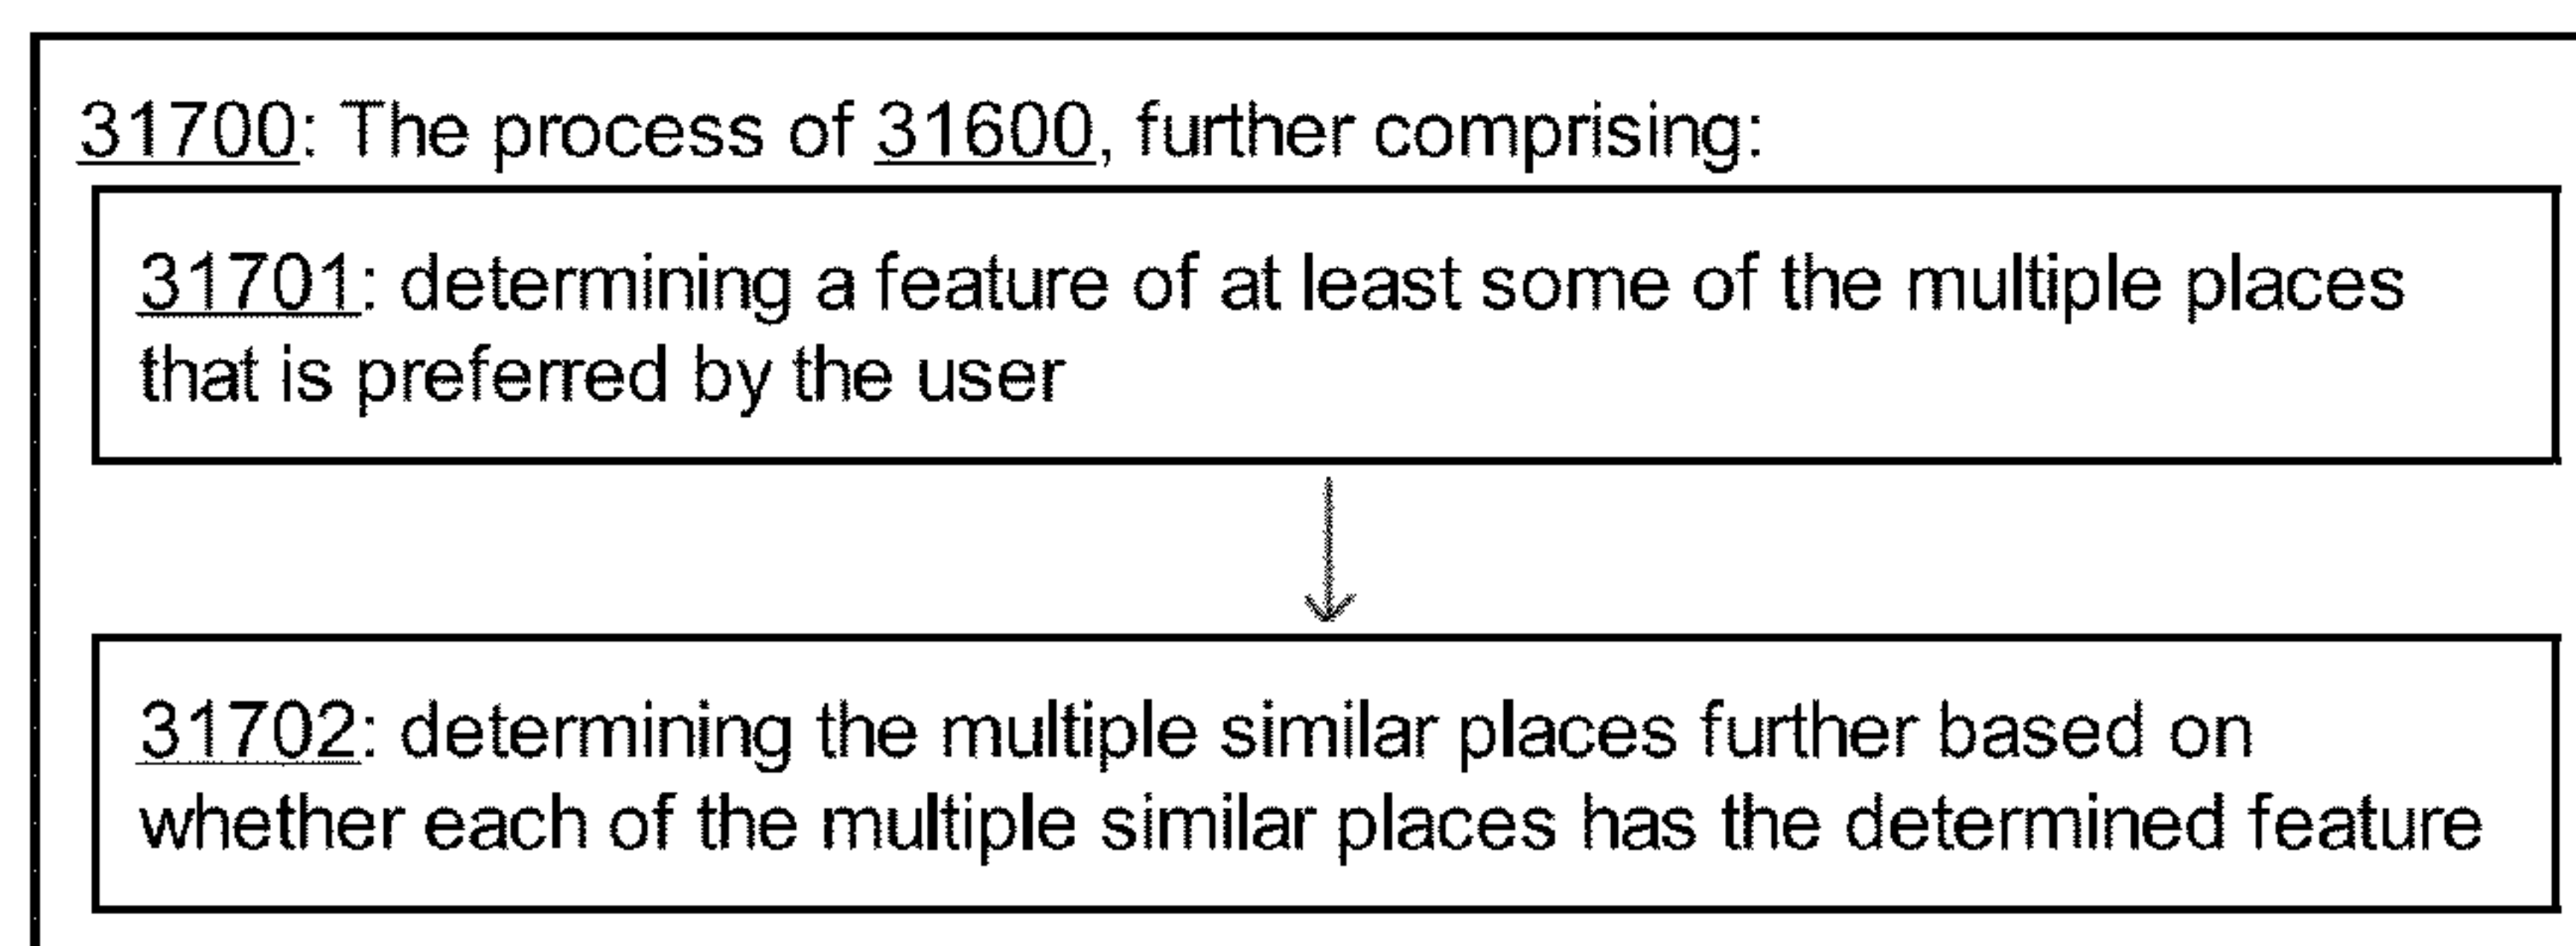 31700: The process of 31600, further comprising:
31701: determining a feature of at least some of the multiple places
that is preferred by the user
31702: determining the multiple similar places further based on
whether each of the multiple similar places has the determined feature